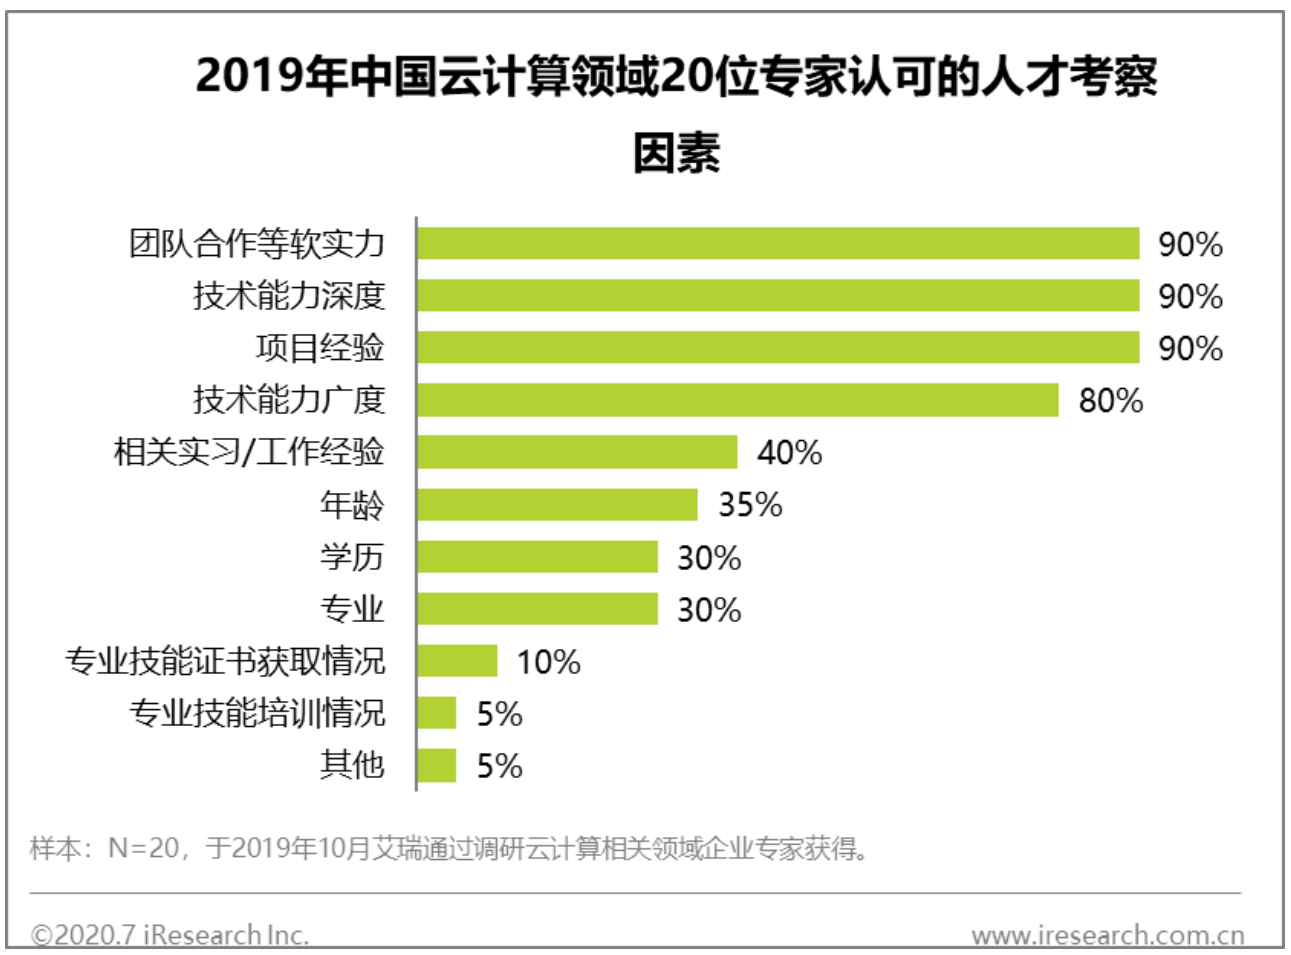 2019年中国云计算领域20位专家认可的人才考察
因素
团队合作等软实力 90%
技术能力深度 90%
项目经验 90%
技术能力广度 80%
相关实习/工作经验 40%
年龄 35%
学历 30%
专业 30%
专业技能证书获取情况 10%
专业技能培训情况 5%
其他 5%
样本：N=20，于2019年10月艾瑞通过调研云计算相关领域企业专家获得。
©2020.7 iResearch Inc. www.iresearch.com.cn